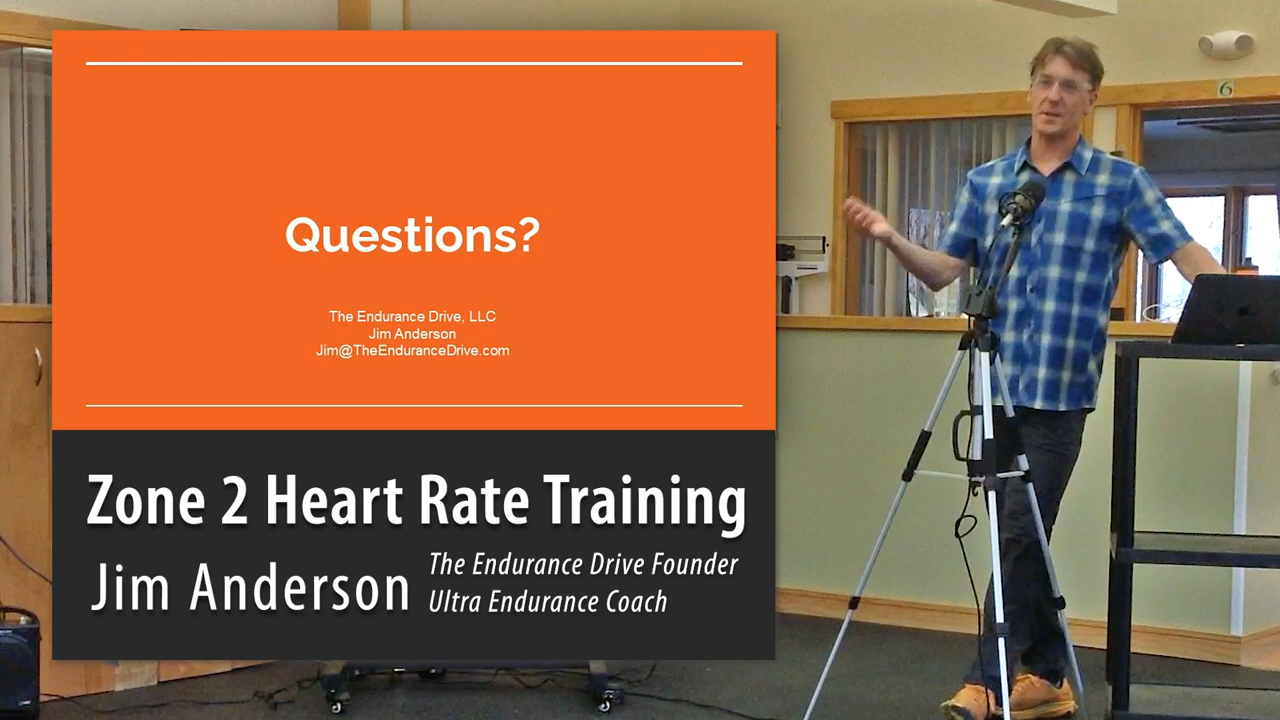 Questions?
The Endurance Drive, LLC
Jim Anderson
Jim@TheEnduranceDrive.com
Zone 2 Heart Rate Training
Jim Anderson
The Endurance Drive Founder
Ultra Endurance Coach
6